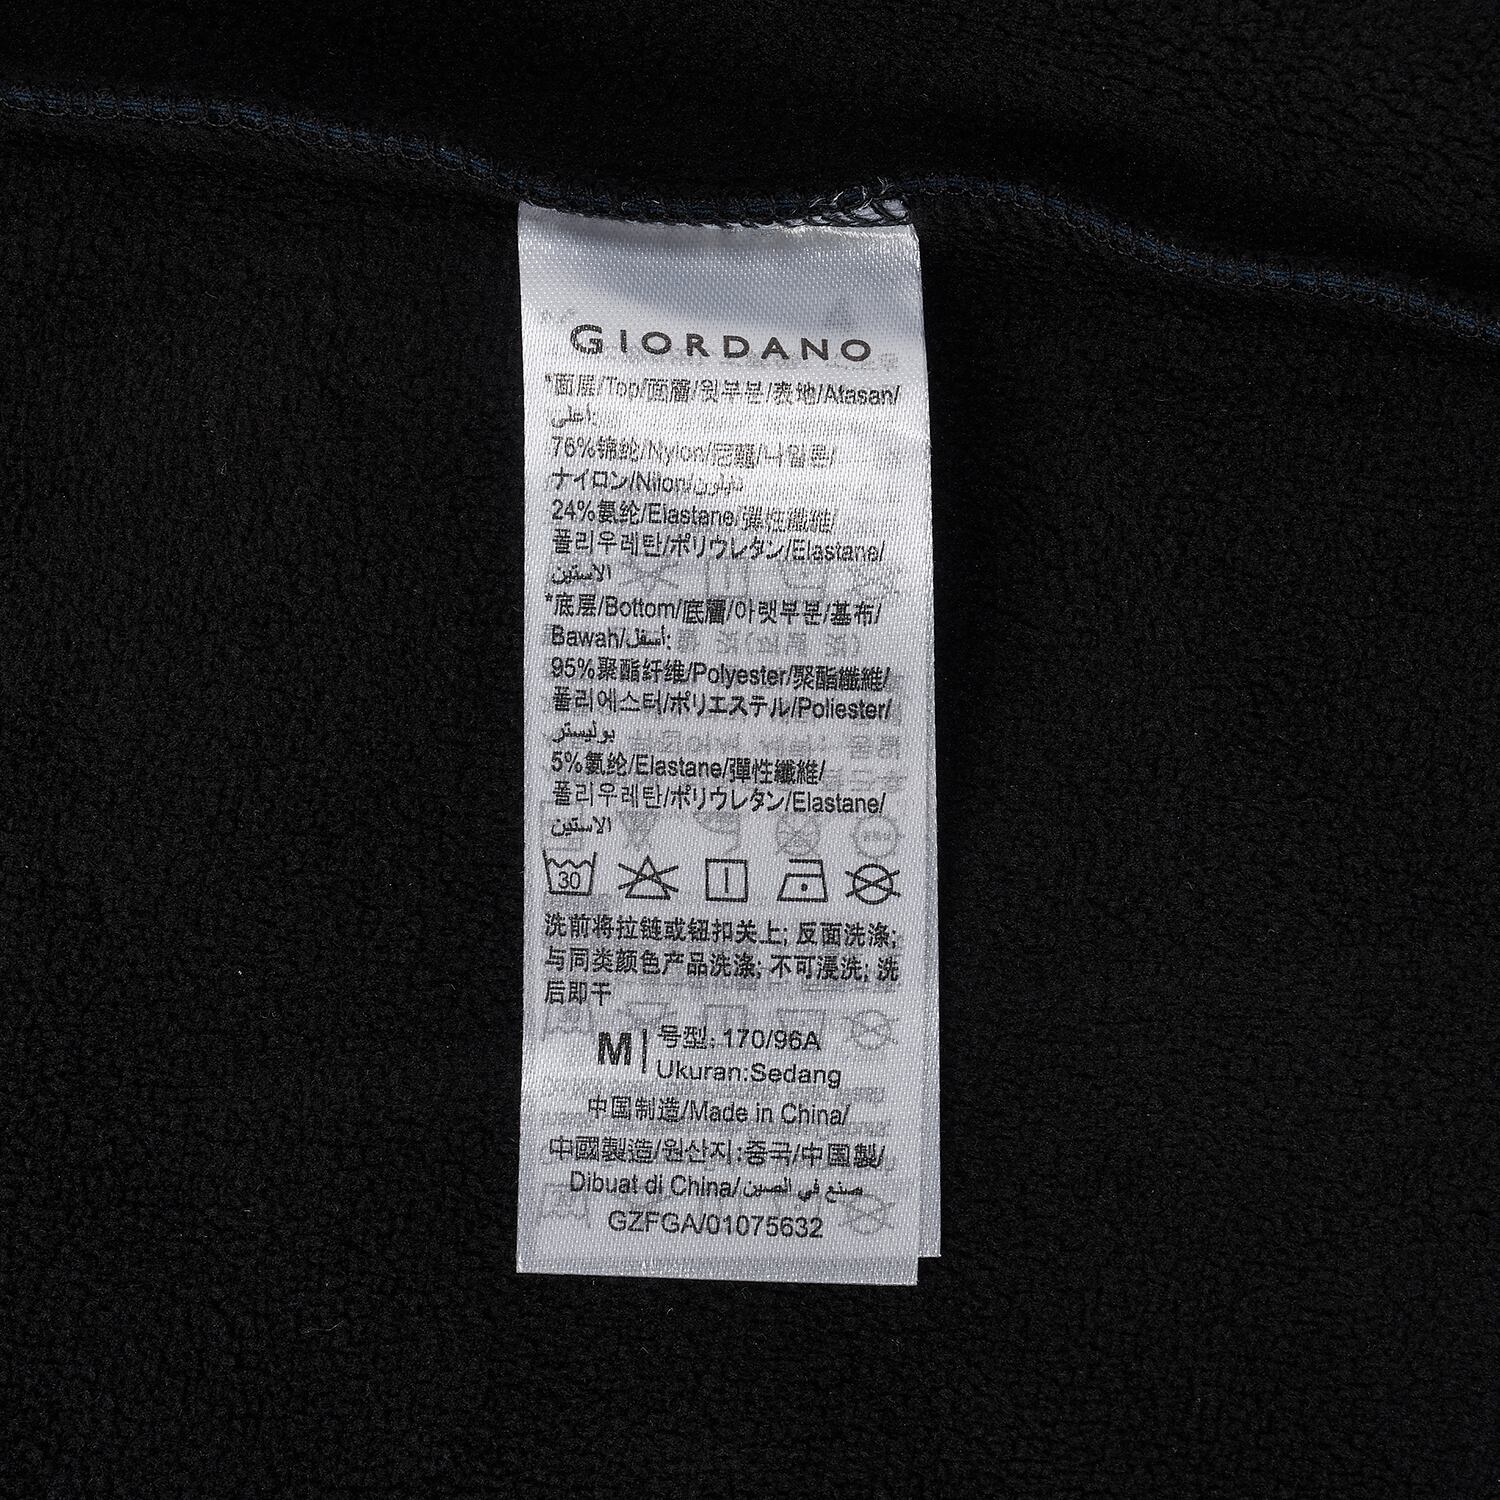 GIORDANO
*面层/Top/面層/윗부분/表地/Atasan/
أعلى:
76%锦纶/Nylon/尼龍/나일론/
ナイロン/Nilon/نيلون
24%氨纶/Elastane/彈性纖維/
폴리우레탄/ポリウレタン/Elastane/
الاستين
*底层/Bottom/底層/아랫부분/基布/
Bawah/أسفل:
95%聚酯纤维/Polyester/聚酯纖維/
폴리에스터/ポリエステル/Poliester/
بوليستر
5%氨纶/Elastane/彈性纖維/
폴리우레탄/ポリウレタン/Elastane/
الاستين
30
洗前将拉链或钮扣关上; 反面洗涤;
与同类颜色产品洗涤; 不可浸洗; 洗
后即干
M 号型: 170/96A
Ukuran:Sedang
中国制造/Made in China/
中國製造/원산지:중국/中国製/
Dibuat di China/صنع في الصين
GZFGA/01075632